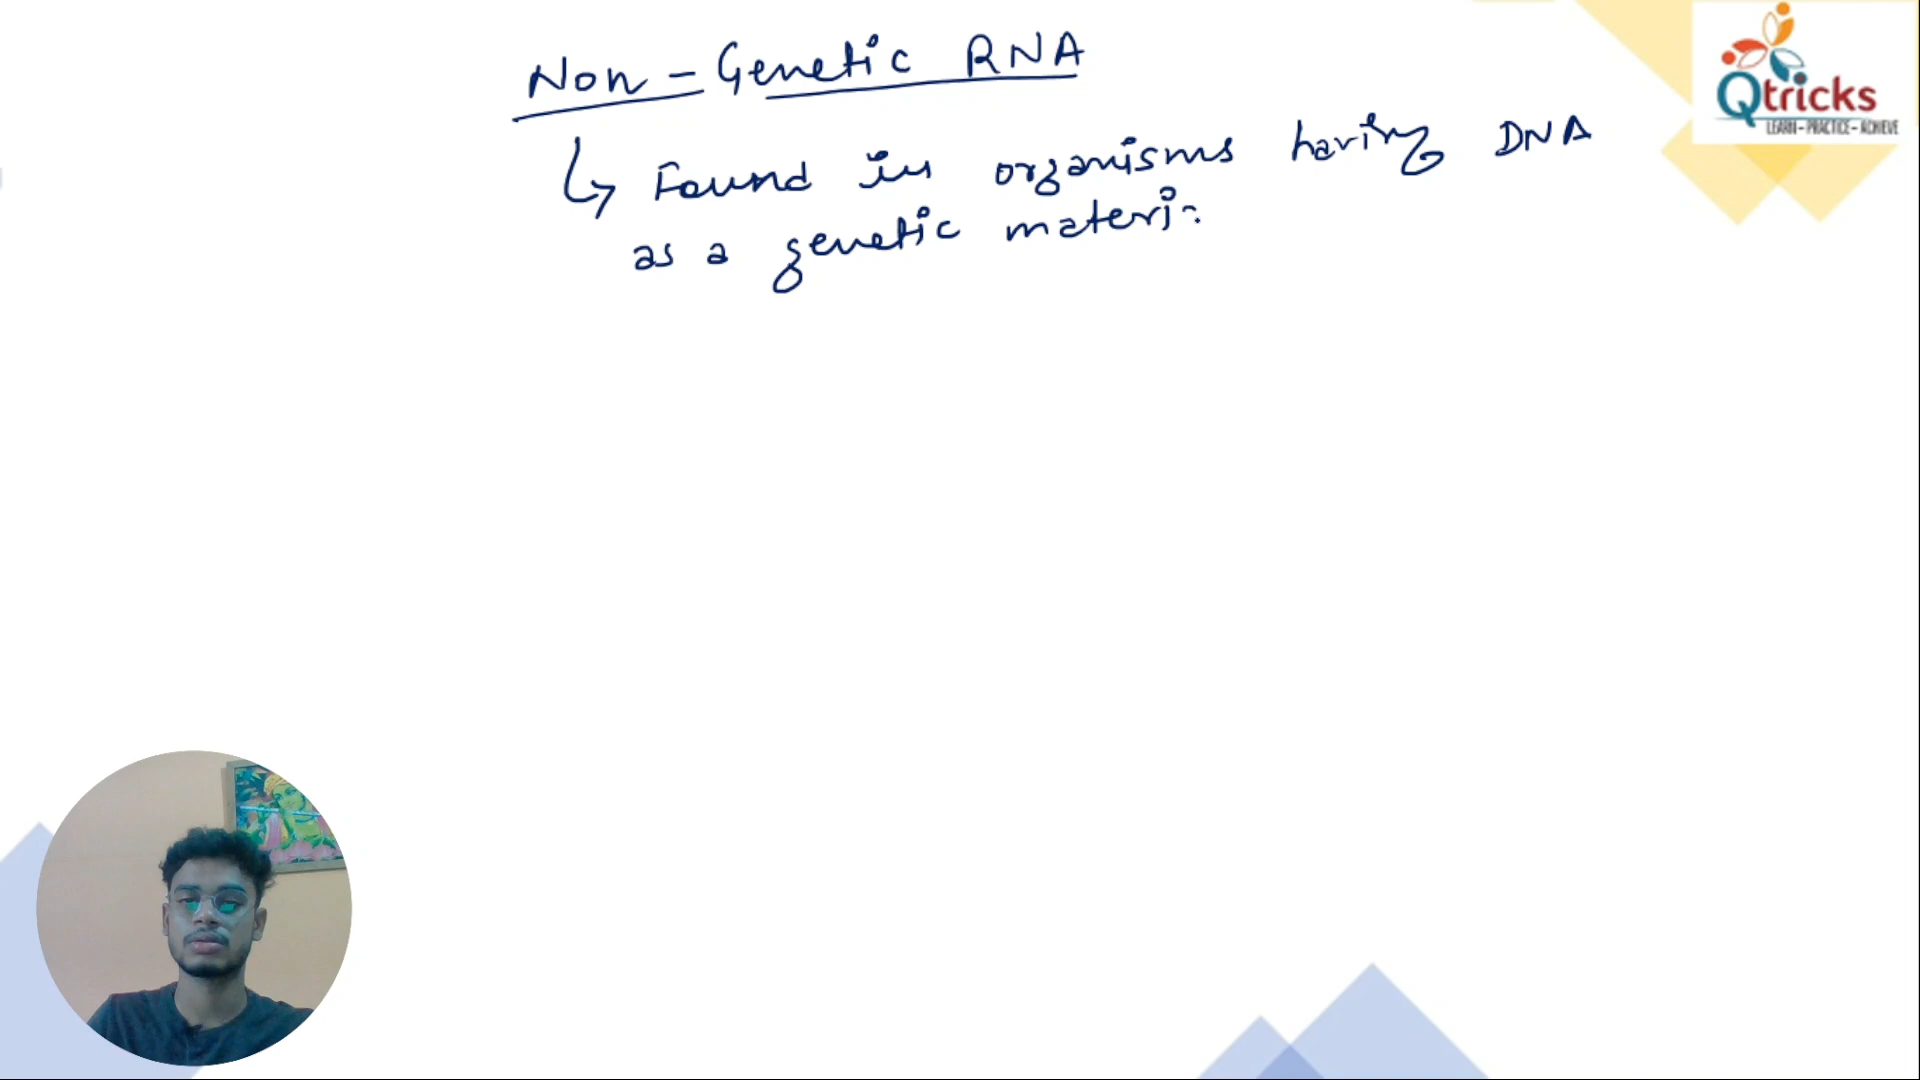 Non-Genetic RNA
Qtricks
LEARN-PRACTICE-ACHIEVE
↳ Found in organisms having DNA
as a genetic materi